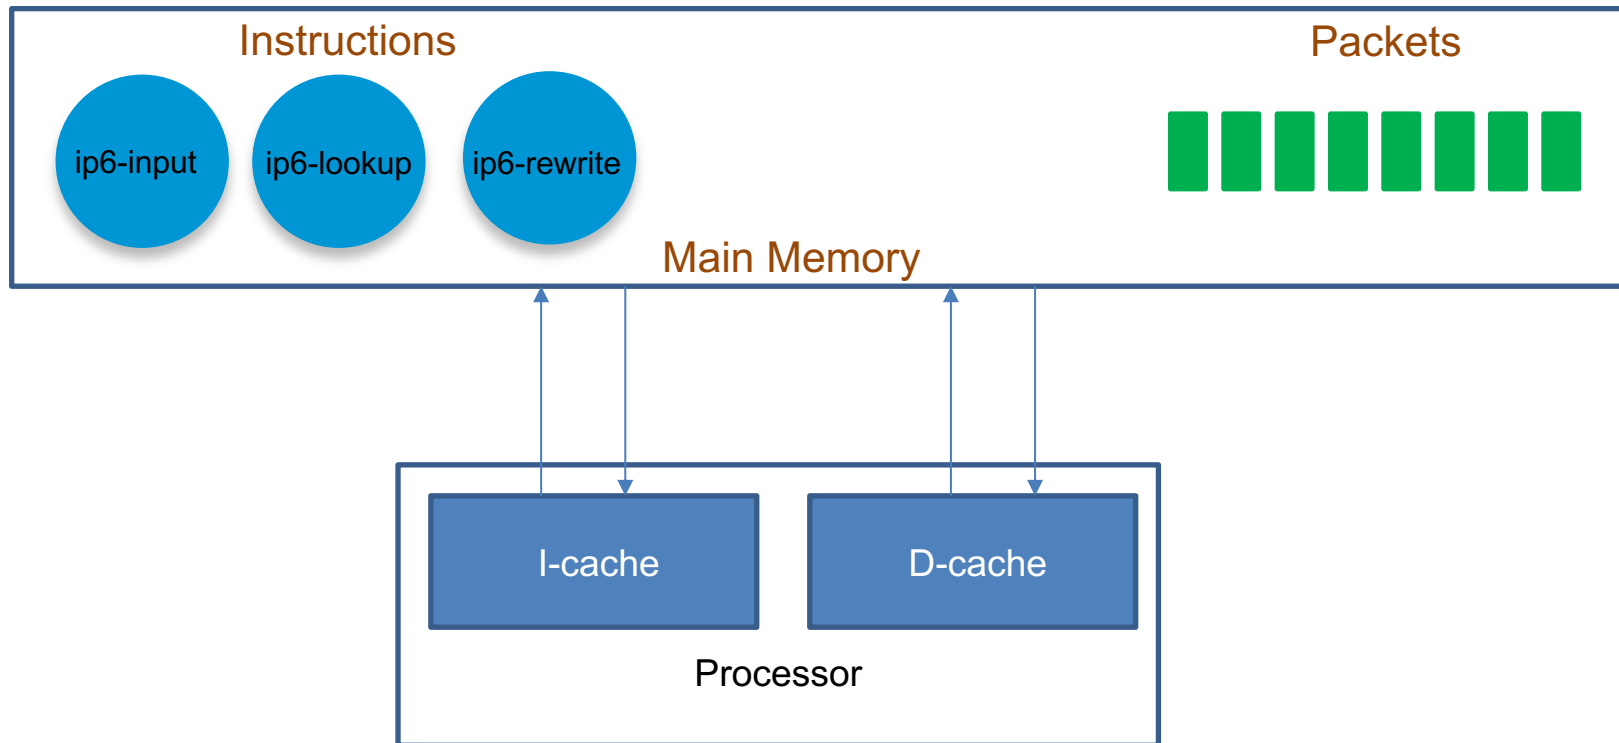 Instructions
Packets
ip6-input
ip6-lookup
ip6-rewrite
Main Memory
I-cache
D-cache
Processor